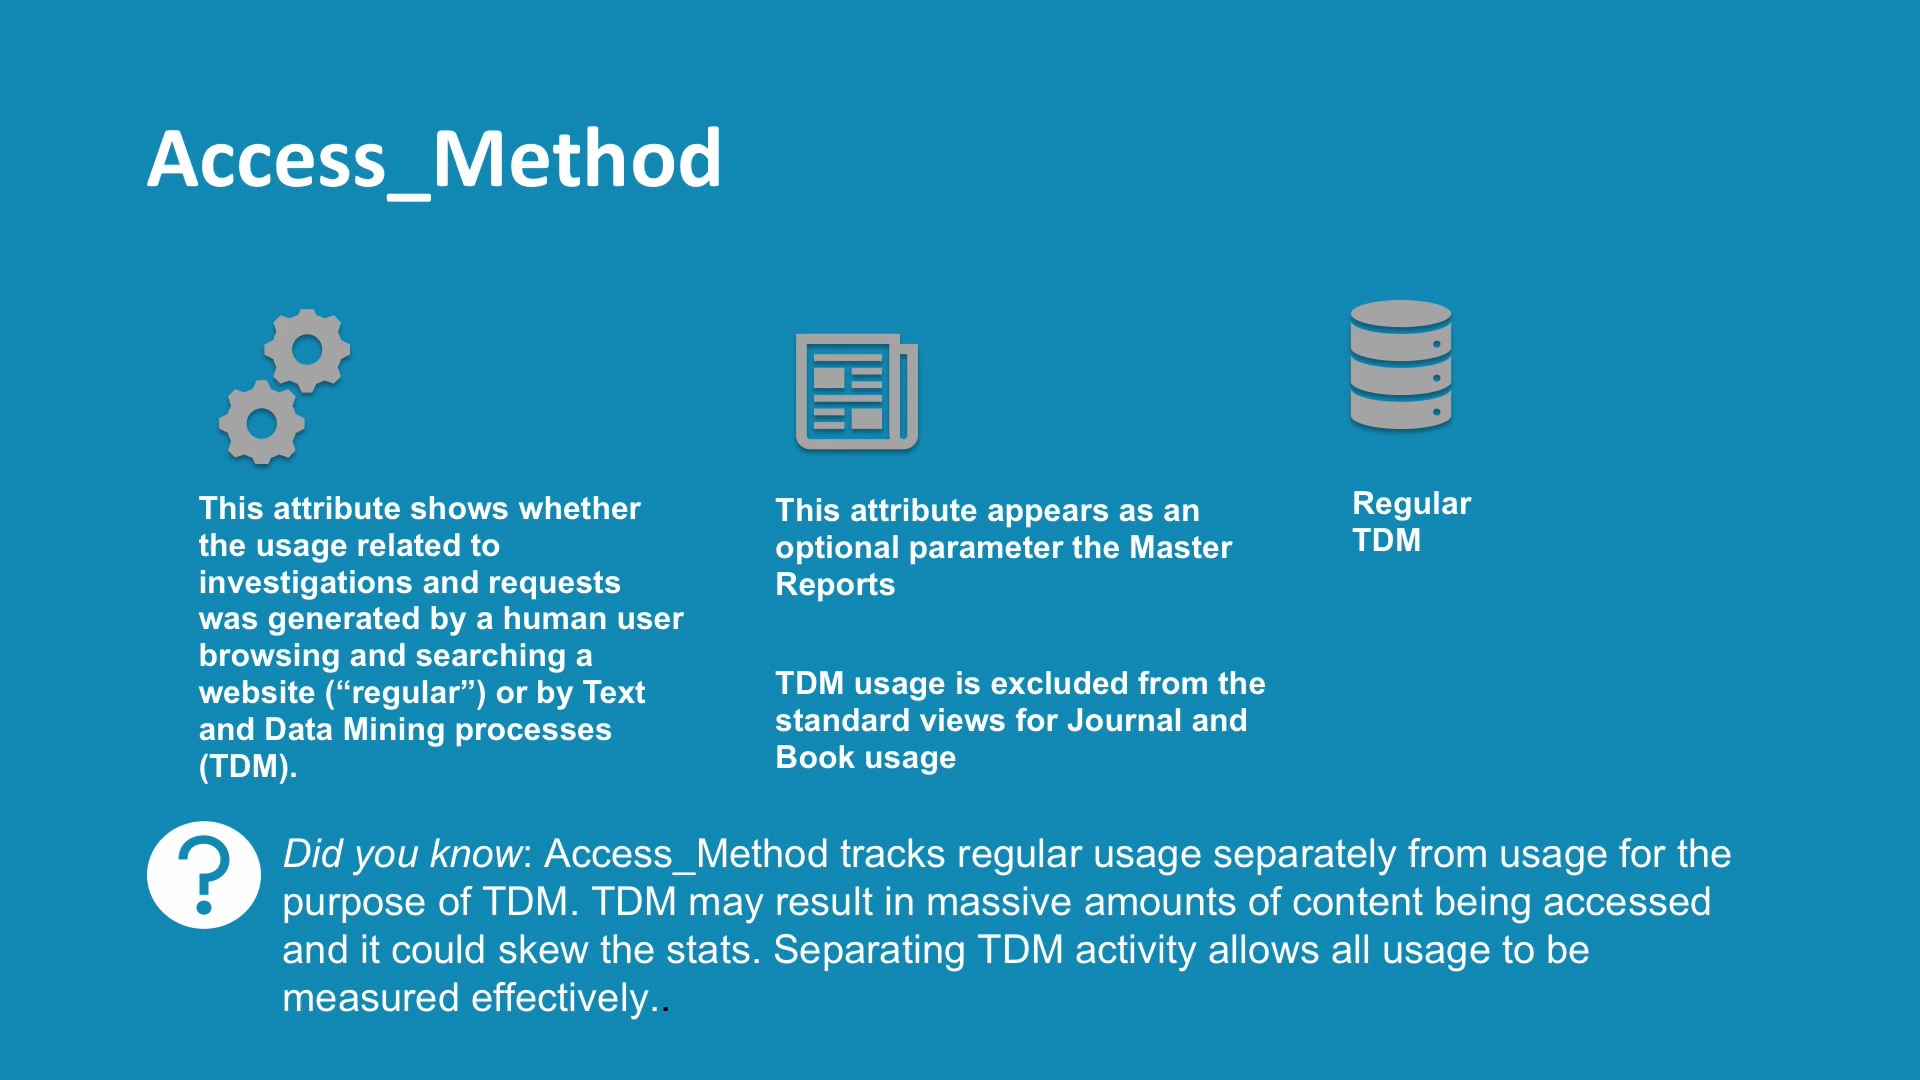 Access_Method
This attribute shows whether
the usage related to
investigations and requests
was generated by a human user
browsing and searching a
website (“regular”) or by Text
and Data Mining processes
(TDM).
This attribute appears as an
optional parameter the Master
Reports
TDM usage is excluded from the
standard views for Journal and
Book usage
Regular
TDM
?
Did you know: Access_Method tracks regular usage separately from usage for the
purpose of TDM. TDM may result in massive amounts of content being accessed
and it could skew the stats. Separating TDM activity allows all usage to be
measured effectively..